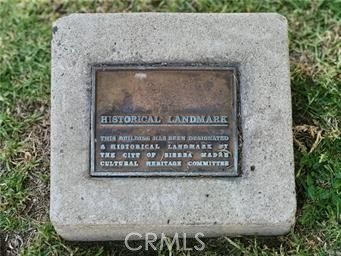 HISTORICAL LANDMARK
THIS BUILDING HAS BEEN DESIGNATED
A HISTORICAL LANDMARK BY
THE CITY OF SIERRA MADRE
CULTURAL HERITAGE COMMITTEE
CRMLS